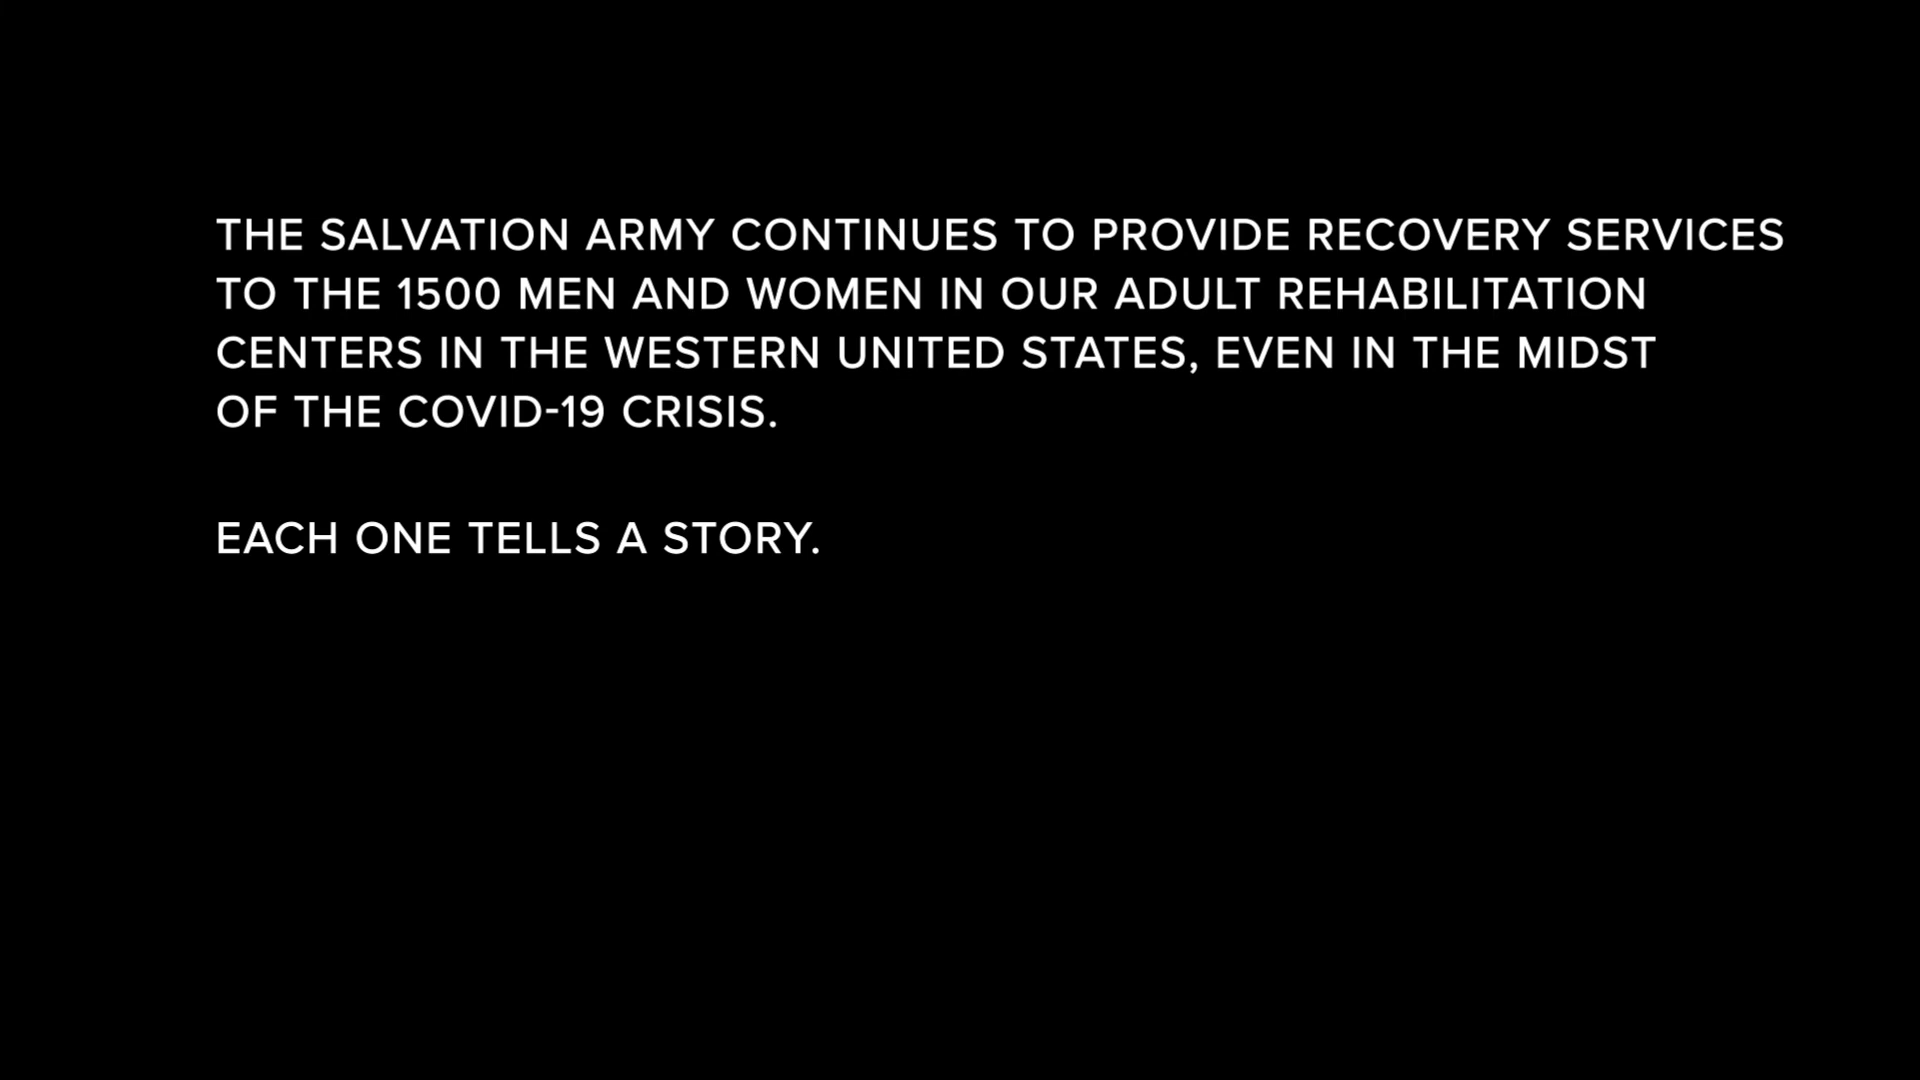 THE SALVATION ARMY CONTINUES TO PROVIDE RECOVERY SERVICES
TO THE 1500 MEN AND WOMEN IN OUR ADULT REHABILITATION
CENTERS IN THE WESTERN UNITED STATES, EVEN IN THE MIDST
OF THE COVID-19 CRISIS.
EACH ONE TELLS A STORY.